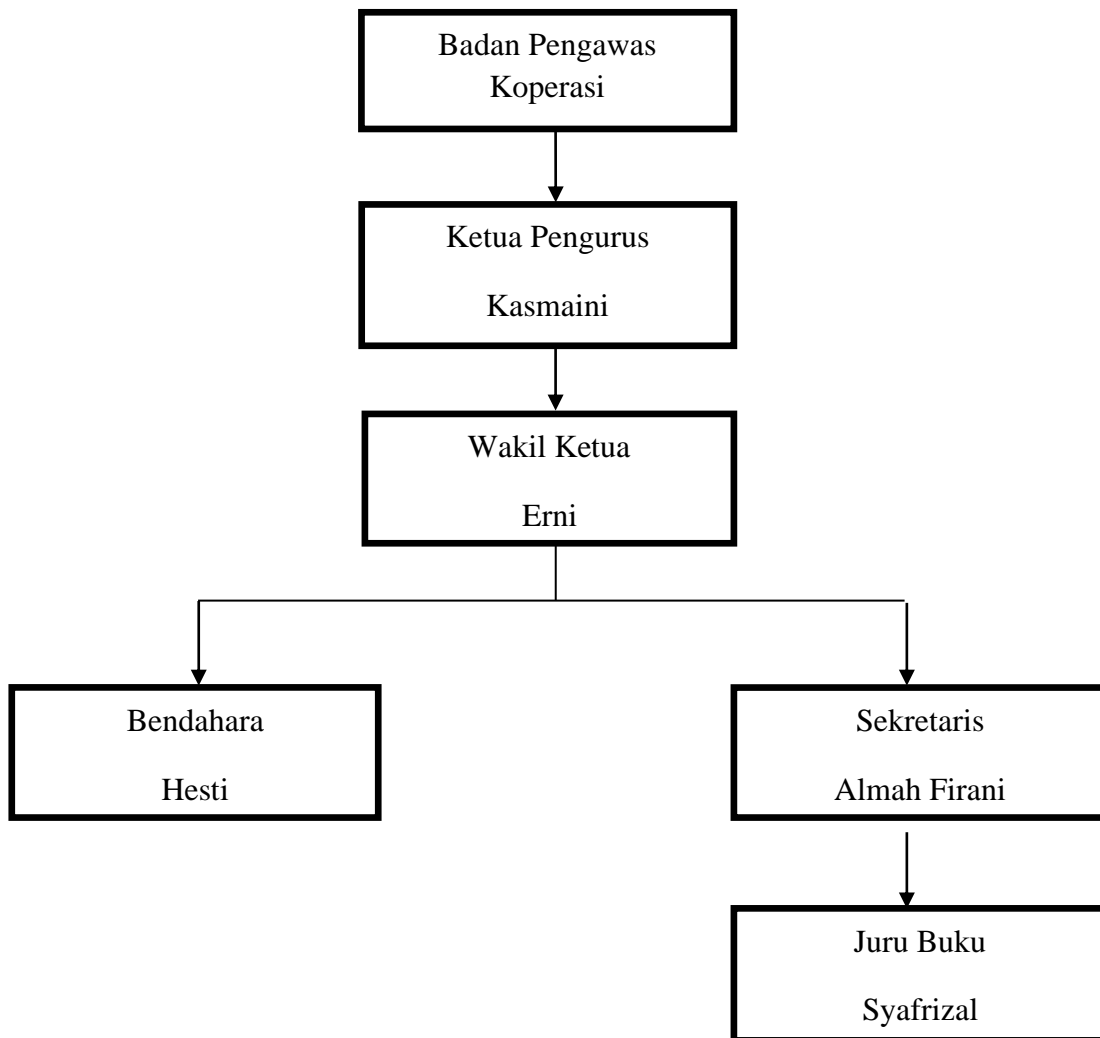 Badan Pengawas
Koperasi
Ketua Pengurus
Kasmaini
Wakil Ketua
Erni
Bendahara
Hesti
Sekretaris
Almah Firani
Juru Buku
Syafrizal